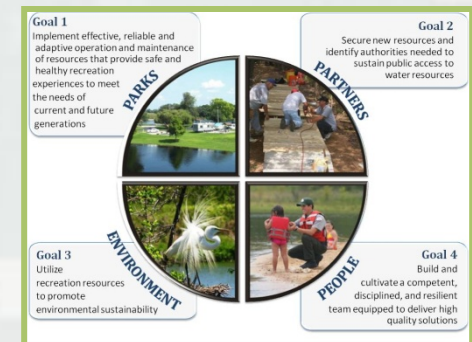 Goal 1
Implement effective, reliable and
adaptive operation and maintenance
of resources that provide safe and
healthy recreation
experiences to meet
the needs of
current and future
generations
Goal 2
Secure new resources and
identify authorities needed to
sustain public access to
water resources
PARKS
PARTNERS
ENVIRONMENT
PEOPLE
Goal 3
Utilize
recreation resources
to promote
environmental sustainability
Goal 4
Build and
cultivate a competent,
disciplined, and resilient
team equipped to deliver high
quality solutions